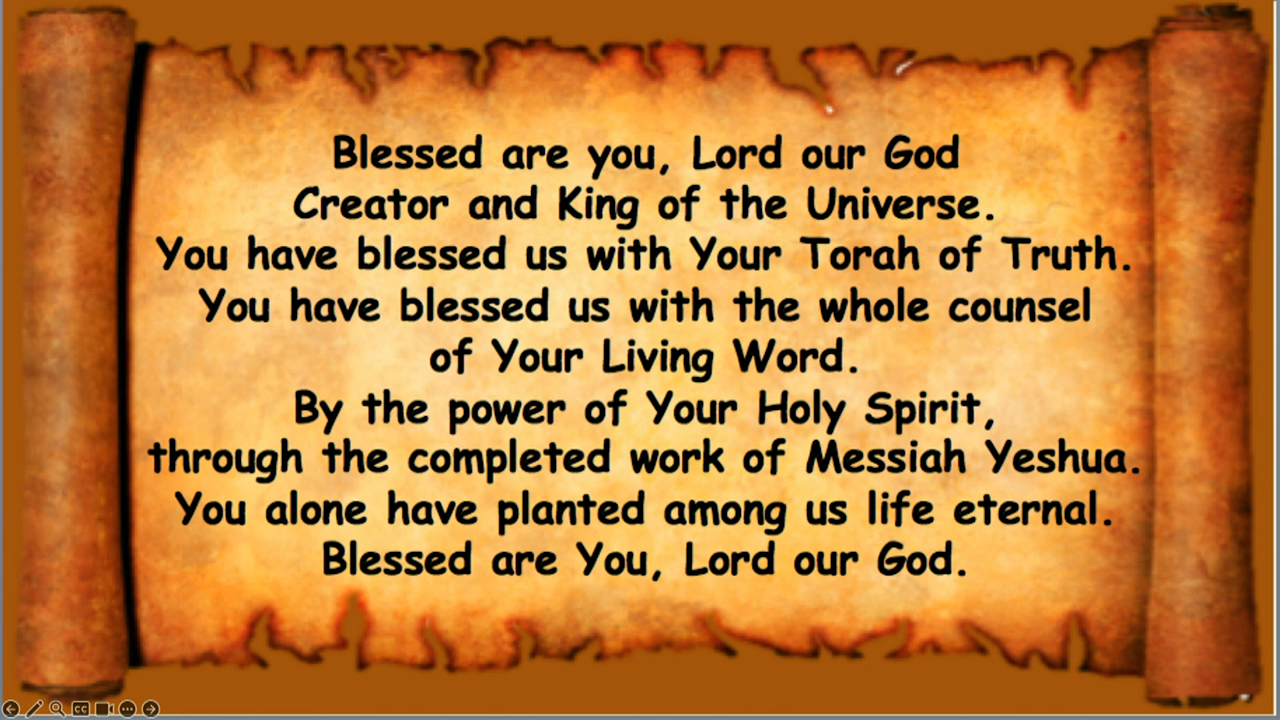 Blessed are you, Lord our God
Creator and King of the Universe.
You have blessed us with Your Torah of Truth.
You have blessed us with the whole counsel
of Your Living Word.
By the power of Your Holy Spirit,
through the completed work of Messiah Yeshua.
You alone have planted among us life eternal.
Blessed are You, Lord our God.
CC